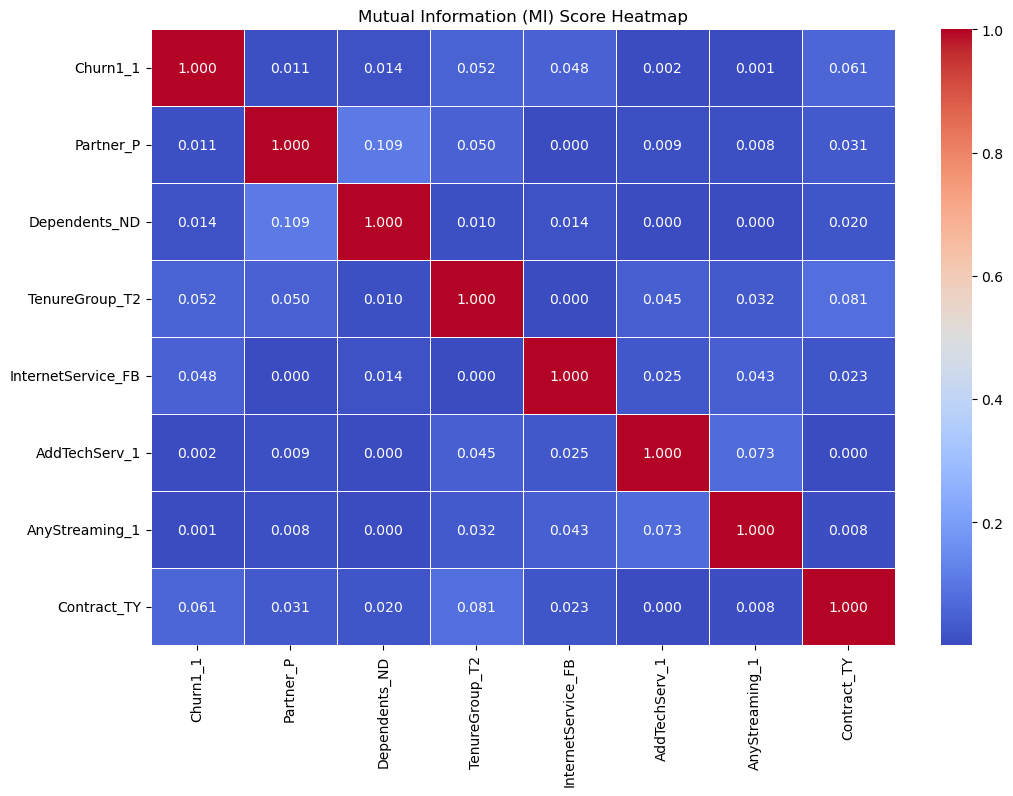 Mutual Information (MI) Score Heatmap
Churn1_1 1.000 0.011 0.014 0.052 0.048 0.002 0.001 0.061
Partner_P 0.011 1.000 0.109 0.050 0.000 0.009 0.008 0.031
Dependents_ND 0.014 0.109 1.000 0.010 0.014 0.000 0.000 0.020
TenureGroup_T2 0.052 0.050 0.010 1.000 0.000 0.045 0.032 0.081
InternetService_FB 0.048 0.000 0.014 0.000 1.000 0.025 0.043 0.023
AddTechServ_1 0.002 0.009 0.000 0.045 0.025 1.000 0.073 0.000
AnyStreaming_1 0.001 0.008 0.000 0.032 0.043 0.073 1.000 0.008
Contract_TY 0.061 0.031 0.020 0.081 0.023 0.000 0.008 1.000
Churn1_1
Partner_P
Dependents_ND
TenureGroup_T2
InternetService_FB
AddTechServ_1
AnyStreaming_1
Contract_TY
1.0
0.8
0.6
0.4
0.2